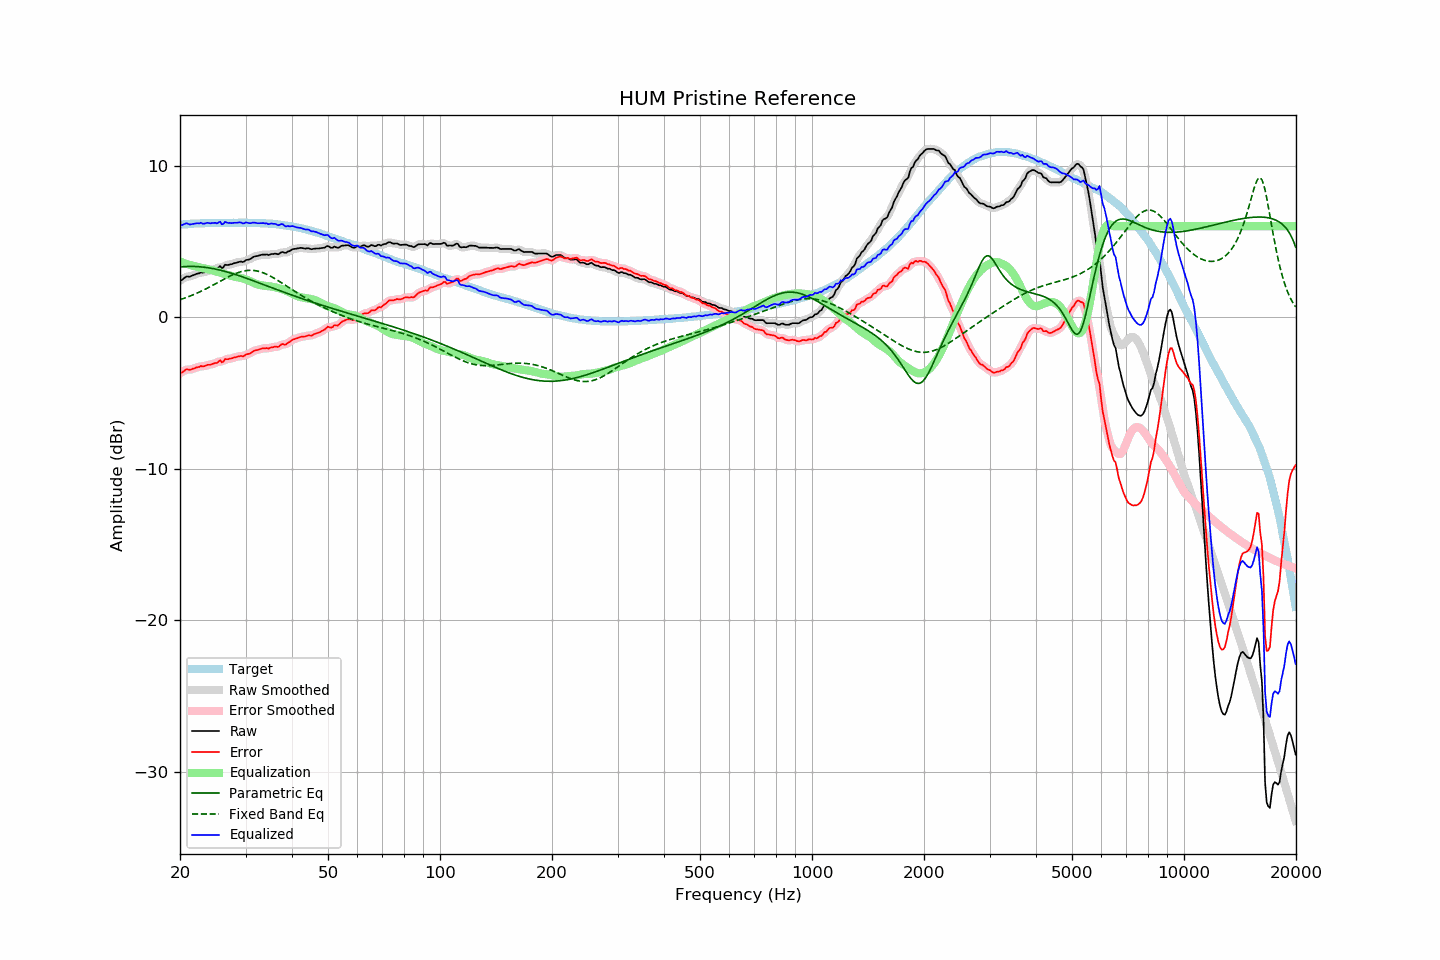 HUM Pristine Reference
10
0
−10
−20
−30
Amplitude (dBr)
Target
Raw Smoothed
Error Smoothed
Raw
Error
Equalization
Parametric Eq
Fixed Band Eq
Equalized
20 50 100 200 500 1000 2000 5000 10000 20000
Frequency (Hz)